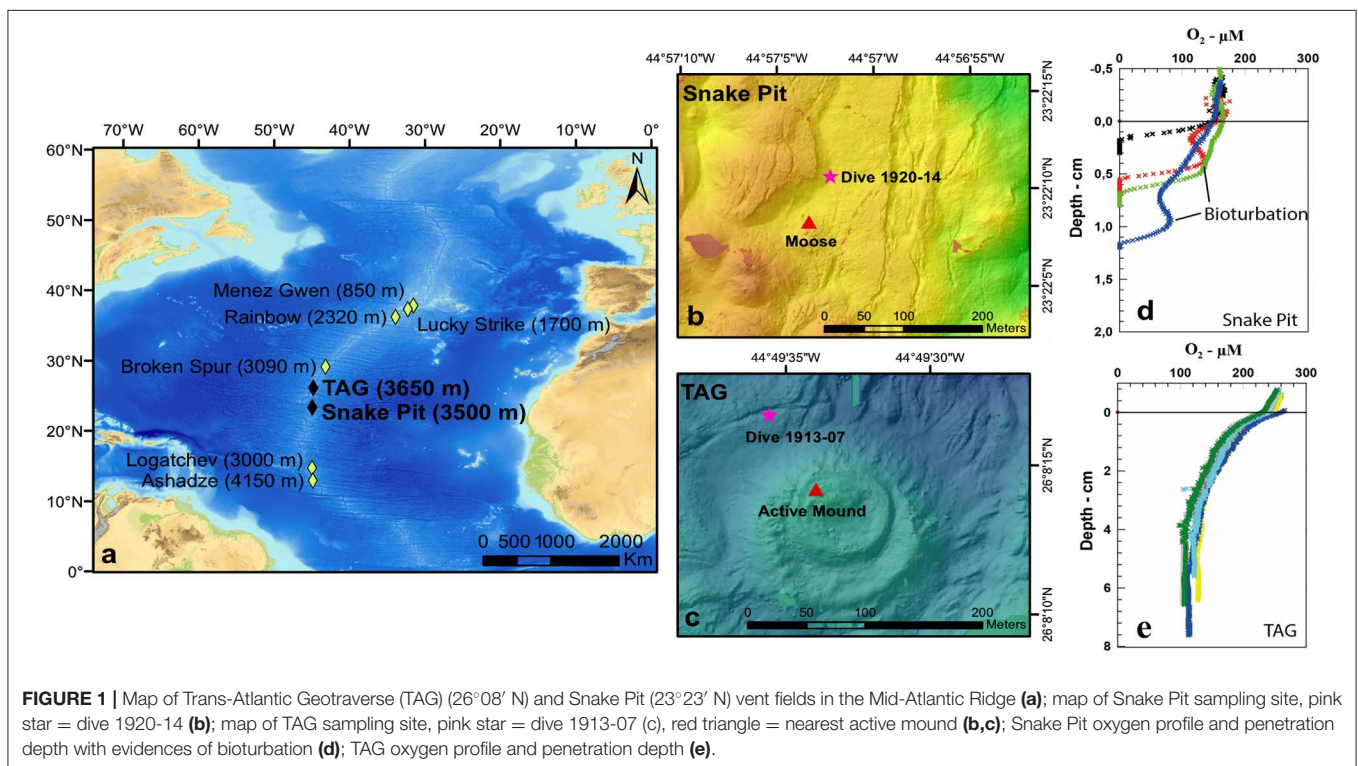 70°W 60°W 50°W 40°W 30°W 20°W 10°W 0°
60°N
50°N
40°N
30°N
20°N
10°N
0°
N
Menez Gwen (850 m)
Rainbow (2320 m)
Lucky Strike (1700 m)
Broken Spur (3090 m)
TAG (3650 m)
Snake Pit (3500 m)
Logatchev (3000 m)
Ashadze (4150 m)
0 500 1000 2000
Km
a
44°57'10"W 44°57'5"W 44°57'W 44°56'55"W
Snake Pit
23°22'15"N
23°22'10"N
23°22'5"N
Dive 1920-14
Moose
0 50 100 200
Meters
b
44°49'35"W 44°49'30"W
TAG
Dive 1913-07
26°8'15"N
26°8'10"N
Active Mound
0 50 100 200
Meters
c
O2 - µM
0 100 200 300
-0,5
0,0
0,5
1,0
1,5
2,0
Depth - cm
Bioturbation
d
Snake Pit
O2 - µM
0 100 200 300
0
2
4
6
8
Depth - cm
e
TAG
FIGURE 1 | Map of Trans-Atlantic Geotraverse (TAG) (26°08′ N) and Snake Pit (23°23′ N) vent fields in the Mid-Atlantic Ridge (a); map of Snake Pit sampling site, pink
star = dive 1920-14 (b); map of TAG sampling site, pink star = dive 1913-07 (c), red triangle = nearest active mound (b,c); Snake Pit oxygen profile and penetration
depth with evidences of bioturbation (d); TAG oxygen profile and penetration depth (e).